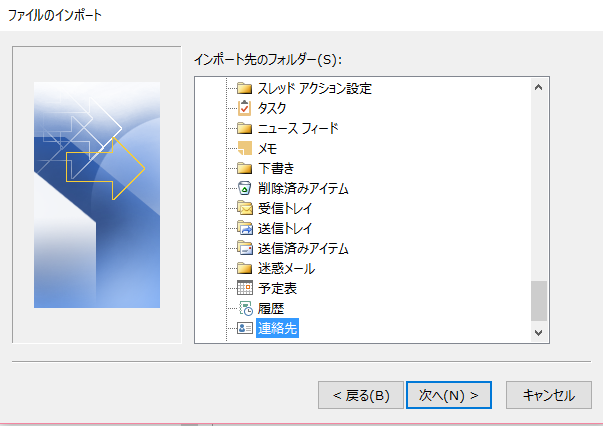 ファイルのインポート
インポート先のフォルダー(S):
スレッド アクション設定
タスク
ニュース フィード
メモ
下書き
削除済みアイテム
受信トレイ
送信トレイ
送信済みアイテム
迷惑メール
予定表
履歴
連絡先
< 戻る(B)
次へ(N) >
キャンセル